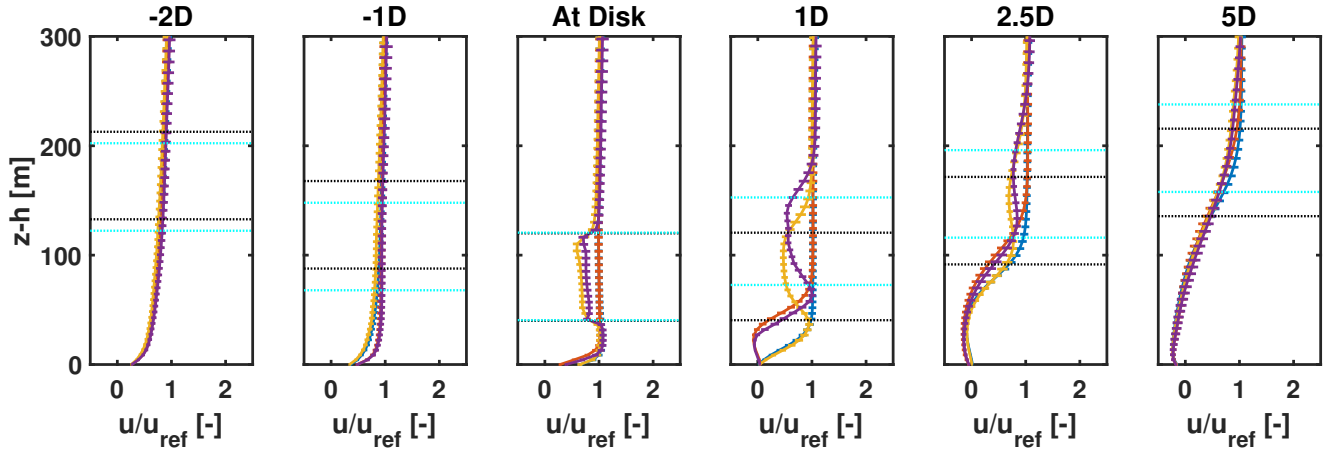 -2D -1D At Disk 1D 2.5D 5D
300
200
100
0
z-h [m]
0 1 2 0 1 2 0 1 2 0 1 2 0 1 2 0 1 2
u/u_ref [-] u/u_ref [-] u/u_ref [-] u/u_ref [-] u/u_ref [-] u/u_ref [-]